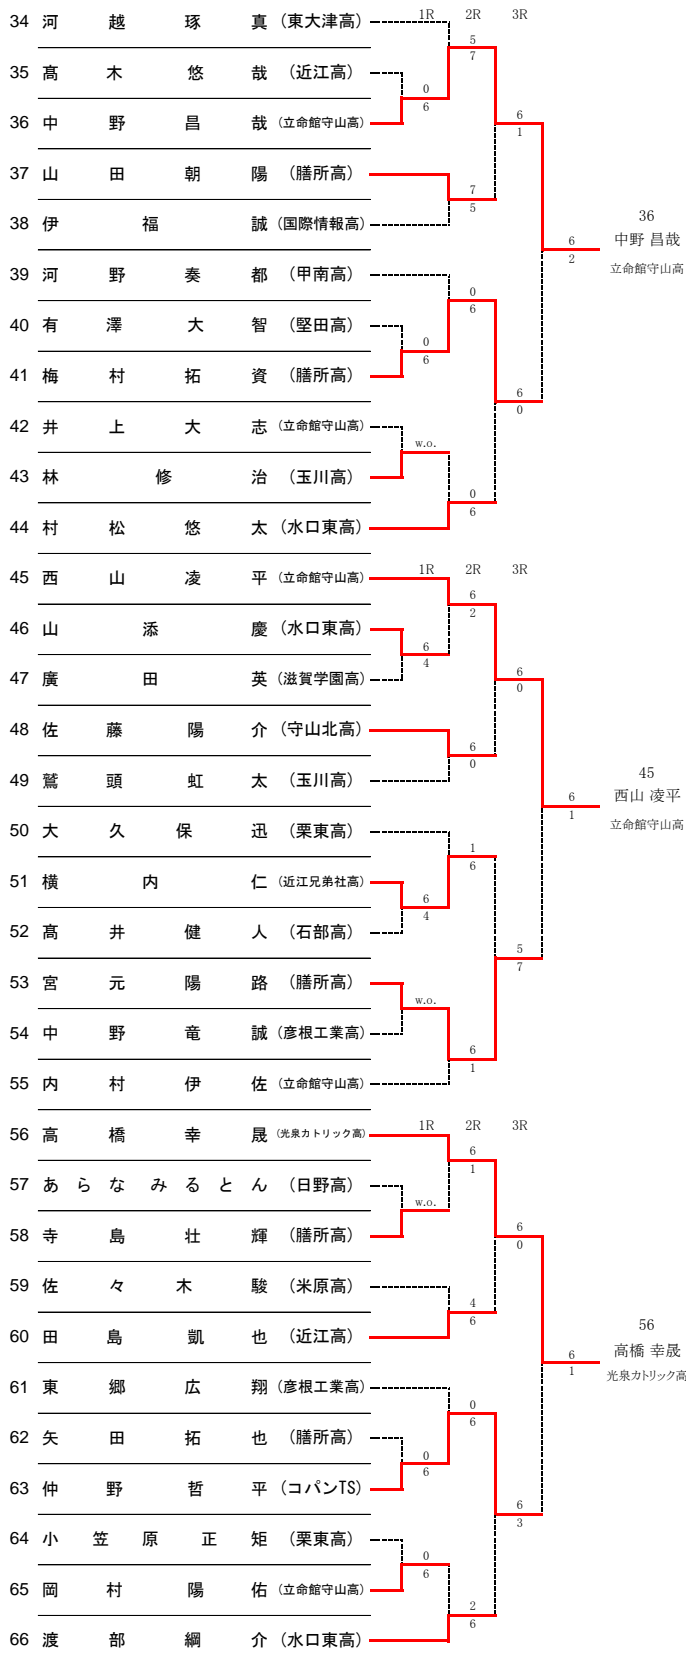 1R 2R 3R
34 河越琢真 (東大津高)
5
7
35 髙木悠哉 (近江高)
0
6
36 中野昌哉 (立命館守山高)
6
1
37 山田朝陽 (膳所高)
7
5
38 伊福誠 (国際情報高)
36
中野 昌哉
立命館守山高
6
2
39 河野奏都 (甲南高)
0
6
40 有澤大智 (堅田高)
0
6
41 梅村拓資 (膳所高)
6
0
42 井上大志 (立命館守山高)
w.o.
43 林修治 (玉川高)
0
6
44 村松悠太 (水口東高)
1R 2R 3R
45 西山凌平 (立命館守山高)
6
2
46 山添慶 (水口東高)
6
4
47 廣田英 (滋賀学園高)
6
0
48 佐藤陽介 (守山北高)
6
0
49 鷲頭虹太 (玉川高)
45
西山 凌平
立命館守山高
6
1
50 大久保迅 (栗東高)
1
6
51 横内仁 (近江兄弟社高)
6
4
52 髙井健人 (石部高)
5
7
53 宮元陽路 (膳所高)
w.o.
54 中野竜誠 (彦根工業高)
6
1
55 内村伊佐 (立命館守山高)
1R 2R 3R
56 高橋幸晟 (光泉カトリック高)
6
1
57 あらなみるとん (日野高)
w.o.
58 寺島壮輝 (膳所高)
6
0
59 佐々木駿 (米原高)
4
6
60 田島凱也 (近江高)
56
高橋 幸晟
光泉カトリック高
6
1
61 東郷広翔 (彦根工業高)
0
6
62 矢田拓也 (膳所高)
0
6
63 仲野哲平 (コパンTS)
6
3
64 小笠原正矩 (栗東高)
0
6
65 岡村陽佑 (立命館守山高)
2
6
66 渡部綱介 (水口東高)